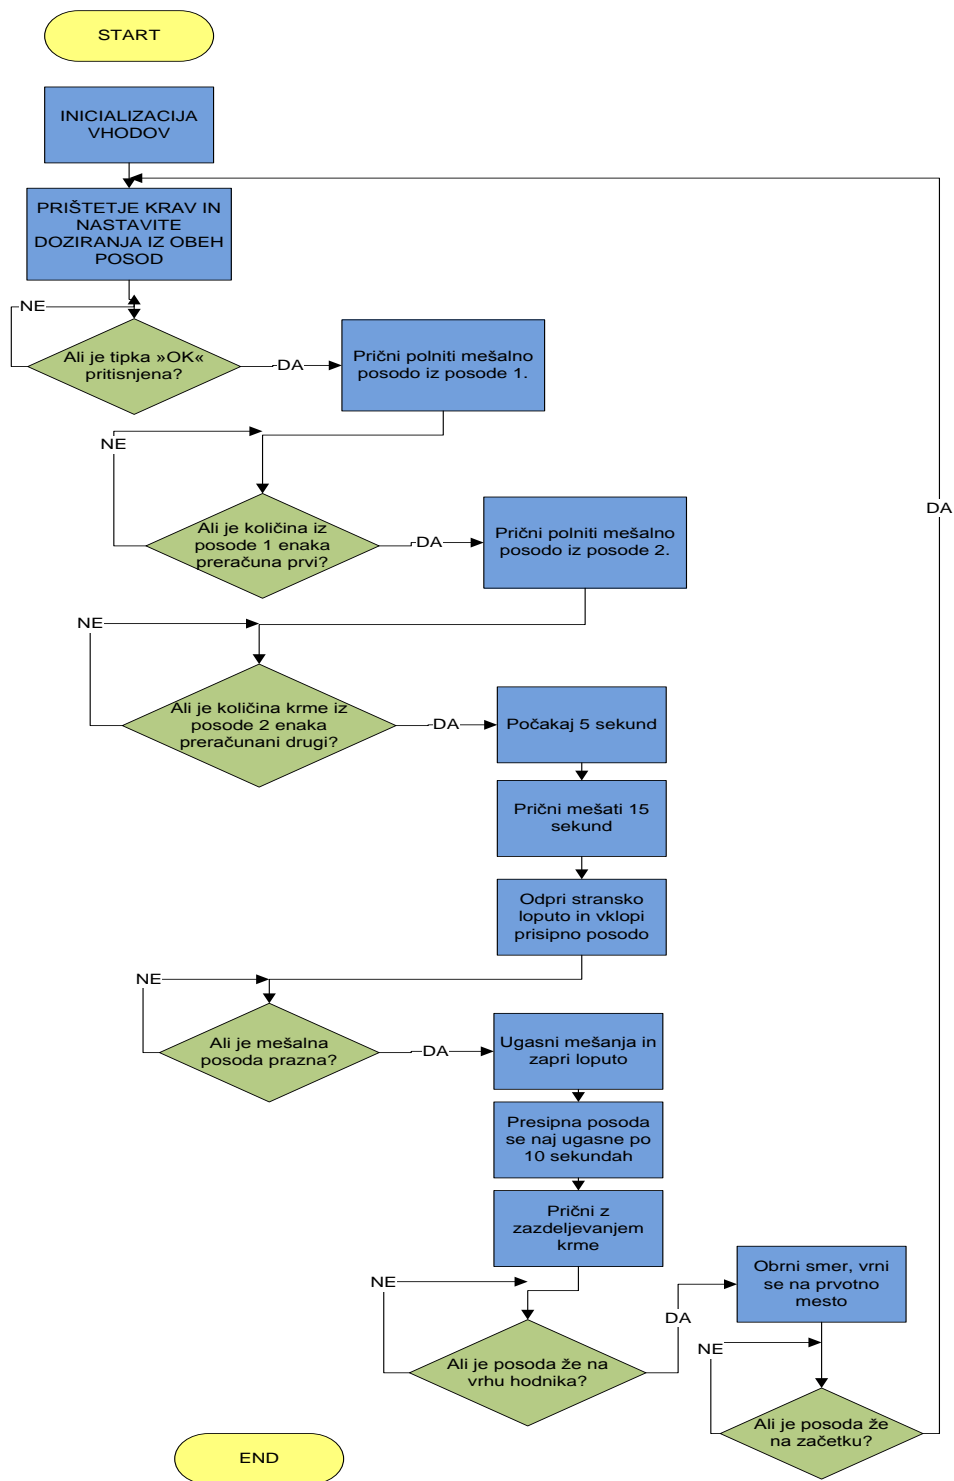 START
INICIALIZACIJA
VHODOV
PRIŠTETJE KRAV IN
NASTAVITE
DOZIRANJA IZ OBEH
POSOD
NE
Ali je tipka »OK«
pritisnjena?
DA
Prični polniti mešalno
posodo iz posode 1.
NE
Ali je količina iz
posode 1 enaka
preračuna prvi?
DA
Prični polniti mešalno
posodo iz posode 2.
DA
NE
Ali je količina krme iz
posode 2 enaka
preračunani drugi?
DA
Počakaj 5 sekund
Prični mešati 15
sekund
Odpri stransko
loputo in vklopi
prisipno posodo
NE
Ali je mešalna
posoda prazna?
DA
Ugasni mešanja in
zapri loputo
Presipna posoda
se naj ugasne po
10 sekundah
Prični z
zazdeljevanjem
krme
NE
Ali je posoda že na
vrhu hodnika?
DA
Obrni smer, vrni
se na prvotno
mesto
NE
Ali je posoda že
na začetku?
END